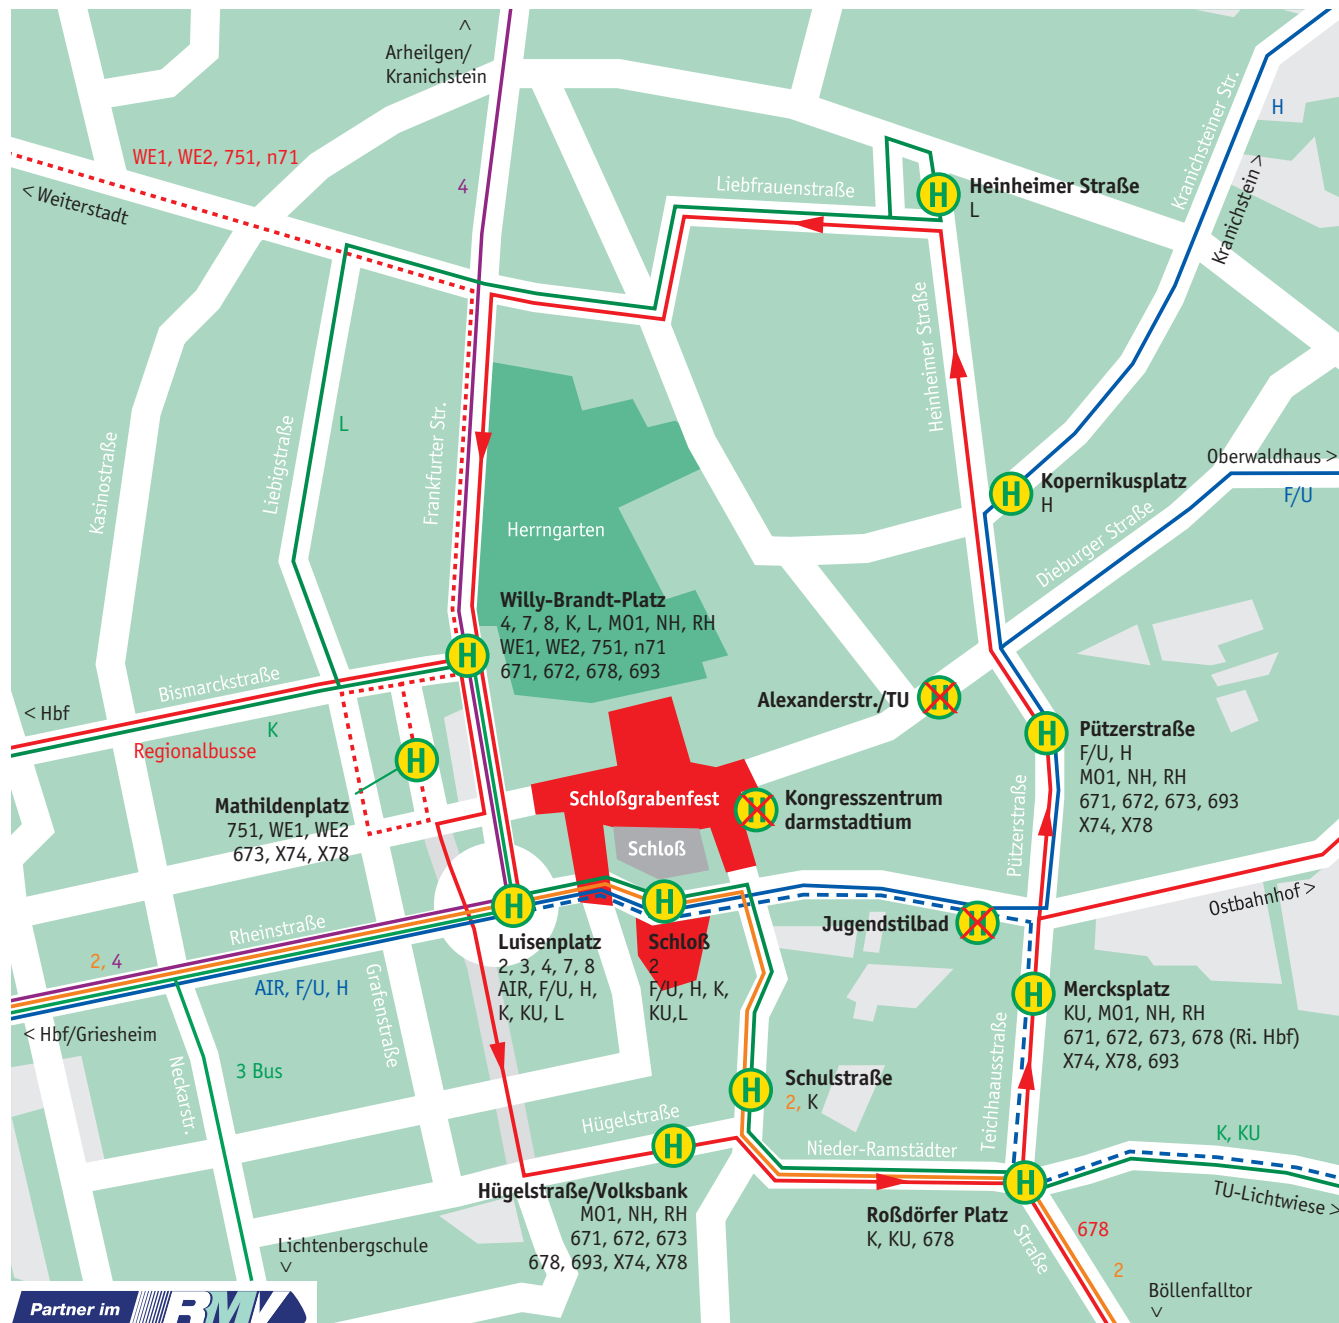 ^
Arheilgen/
Kranichstein
WE1, WE2, 751, n71
< Weiterstadt
4
Liebfrauenstraße
Heinheimer Straße
L
Kranichsteiner Str.
H
Kranichstein >
Heinheimer Straße
Kasinostraße
Liebigstraße
L
Frankfurter Str.
Herrngarten
Kopernikusplatz
H
Oberwaldhaus >
F/U
Dieburger Straße
Willy-Brandt-Platz
4, 7, 8, K, L, MO1, NH, RH
WE1, WE2, 751, n71
671, 672, 678, 693
Bismarckstraße
< Hbf
K
Regionalbusse
Alexanderstr./TU
Pützerstraße
F/U, H
MO1, NH, RH
671, 672, 673, 693
X74, X78
Mathildenplatz
751, WE1, WE2
673, X74, X78
Schloßgrabenfest
Schloß
Kongresszentrum
darmstadtium
Pützerstraße
Ostbahnhof >
Jugendstilbad
Rheinstraße
2, 4
AIR, F/U, H
< Hbf/Griesheim
Luisenplatz
2, 3, 4, 7, 8
AIR, F/U, H,
K, KU, L
Schloß
2
F/U, H, K,
KU,L
Grafenstraße
Neckarstr.
3 Bus
Mercksplatz
KU, MO1, NH, RH
671, 672, 673, 678 (Ri. Hbf)
X74, X78, 693
Teichhausstraße
Schulstraße
2, K
Hügelstraße
Nieder-Ramstädter
Straße
K, KU
TU-Lichtwiese >
Hügelstraße/Volksbank
MO1, NH, RH
671, 672, 673
678, 693, X74, X78
Roßdörfer Platz
K, KU, 678
678
2
Lichtenbergschule
v
Böllenfalltor
v
Partner im
RMV
H
H
H
H
H
H
H
H
H
H
H
H
H
H